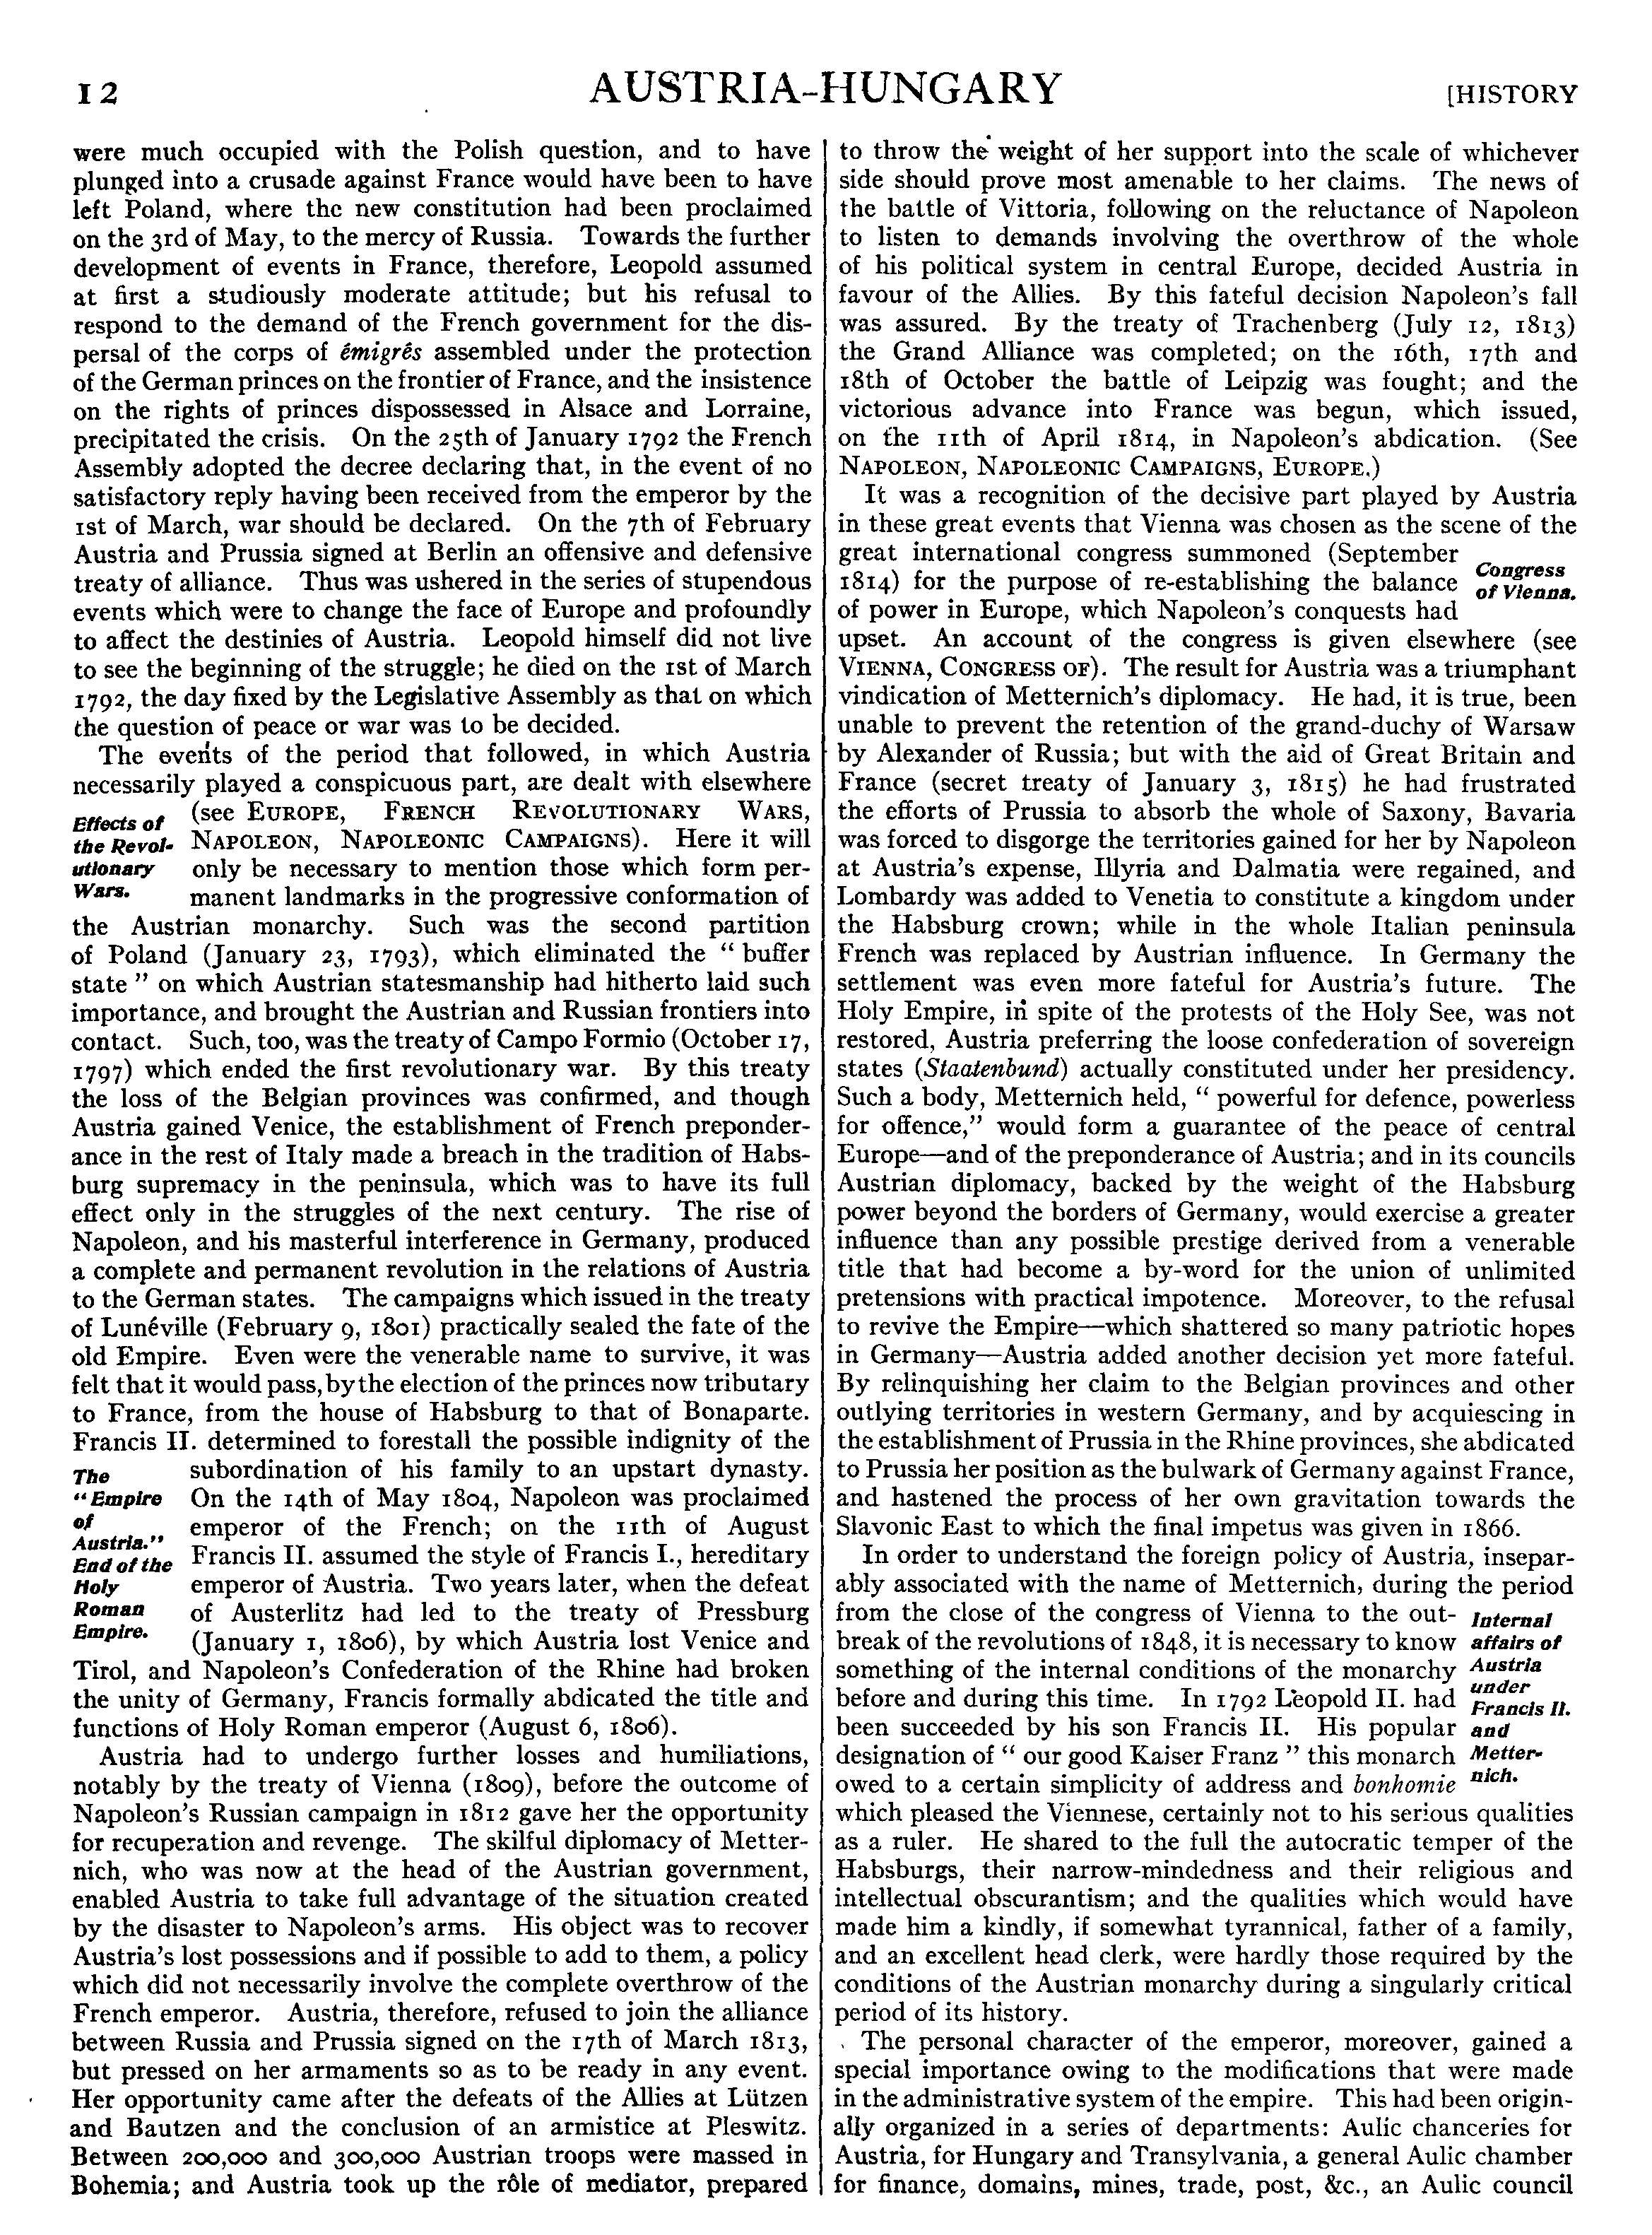 12
AUSTRIA-HUNGARY
[HISTORY
were much occupied with the Polish question, and to have
plunged into a crusade against France would have been to have
left Poland, where the new constitution had been proclaimed
on the 3rd of May, to the mercy of Russia. Towards the further
development of events in France, therefore, Leopold assumed
at first a studiously moderate attitude; but his refusal to
respond to the demand of the French government for the dis-
persal of the corps of émigrés assembled under the protection
of the German princes on the frontier of France, and the insistence
on the rights of princes dispossessed in Alsace and Lorraine,
precipitated the crisis. On the 25th of January 1792 the French
Assembly adopted the decree declaring that, in the event of no
satisfactory reply having been received from the emperor by the
1st of March, war should be declared. On the 7th of February
Austria and Prussia signed at Berlin an offensive and defensive
treaty of alliance. Thus was ushered in the series of stupendous
events which were to change the face of Europe and profoundly
to affect the destinies of Austria. Leopold himself did not live
to see the beginning of the struggle; he died on the 1st of March
1792, the day fixed by the Legislative Assembly as that on which
the question of peace or war was to be decided.
The events of the period that followed, in which Austria
necessarily played a conspicuous part, are dealt with elsewhere
Effects of
the Revol-
utionary
Wars.
(see EUROPE, FRENCH REVOLUTIONARY WARS,
NAPOLEON, NAPOLEONIC CAMPAIGNS). Here it will
only be necessary to mention those which form per-
manent landmarks in the progressive conformation of
the Austrian monarchy. Such was the second partition
of Poland (January 23, 1793), which eliminated the “ buffer
state ” on which Austrian statesmanship had hitherto laid such
importance, and brought the Austrian and Russian frontiers into
contact. Such, too, was the treaty of Campo Formio (October 17,
1797) which ended the first revolutionary war. By this treaty
the loss of the Belgian provinces was confirmed, and though
Austria gained Venice, the establishment of French preponder-
ance in the rest of Italy made a breach in the tradition of Habs-
burg supremacy in the peninsula, which was to have its full
effect only in the struggles of the next century. The rise of
Napoleon, and his masterful interference in Germany, produced
a complete and permanent revolution in the relations of Austria
to the German states. The campaigns which issued in the treaty
of Lunéville (February 9, 1801) practically sealed the fate of the
old Empire. Even were the venerable name to survive, it was
felt that it would pass, by the election of the princes now tributary
to France, from the house of Habsburg to that of Bonaparte.
Francis II. determined to forestall the possible indignity of the
The
“ Empire
of
Austria.”
End of the
Holy
Roman
Empire.
subordination of his family to an upstart dynasty.
On the 14th of May 1804, Napoleon was proclaimed
emperor of the French; on the 11th of August
Francis II. assumed the style of Francis I., hereditary
emperor of Austria. Two years later, when the defeat
of Austerlitz had led to the treaty of Pressburg
(January 1, 1806), by which Austria lost Venice and
Tirol, and Napoleon's Confederation of the Rhine had broken
the unity of Germany, Francis formally abdicated the title and
functions of Holy Roman emperor (August 6, 1806).
Austria had to undergo further losses and humiliations,
notably by the treaty of Vienna (1809), before the outcome of
Napoleon's Russian campaign in 1812 gave her the opportunity
for recuperation and revenge. The skilful diplomacy of Metter-
nich, who was now at the head of the Austrian government,
enabled Austria to take full advantage of the situation created
by the disaster to Napoleon's arms. His object was to recover
Austria's lost possessions and if possible to add to them, a policy
which did not necessarily involve the complete overthrow of the
French emperor. Austria, therefore, refused to join the alliance
between Russia and Prussia signed on the 17th of March 1813,
but pressed on her armaments so as to be ready in any event.
Her opportunity came after the defeats of the Allies at Lützen
and Bautzen and the conclusion of an armistice at Pleswitz.
Between 200,000 and 300,000 Austrian troops were massed in
Bohemia; and Austria took up the rôle of mediator, prepared
to throw the weight of her support into the scale of whichever
side should prove most amenable to her claims. The news of
the battle of Vittoria, following on the reluctance of Napoleon
to listen to demands involving the overthrow of the whole
of his political system in central Europe, decided Austria in
favour of the Allies. By this fateful decision Napoleon's fall
was assured. By the treaty of Trachenberg (July 12, 1813)
the Grand Alliance was completed; on the 16th, 17th and
18th of October the battle of Leipzig was fought; and the
victorious advance into France was begun, which issued,
on the 11th of April 1814, in Napoleon's abdication. (See
NAPOLEON, NAPOLEONIC CAMPAIGNS, EUROPE.)
It was a recognition of the decisive part played by Austria
in these great events that Vienna was chosen as the scene of the
great international congress summoned (September
1814) for the purpose of re-establishing the balance
of power in Europe, which Napoleon's conquests had
Congress
of Vienna.
upset. An account of the congress is given elsewhere (see
VIENNA, CONGRESS OF). The result for Austria was a triumphant
vindication of Metternich's diplomacy. He had, it is true, been
unable to prevent the retention of the grand-duchy of Warsaw
by Alexander of Russia; but with the aid of Great Britain and
France (secret treaty of January 3, 1815) he had frustrated
the efforts of Prussia to absorb the whole of Saxony, Bavaria
was forced to disgorge the territories gained for her by Napoleon
at Austria's expense, Illyria and Dalmatia were regained, and
Lombardy was added to Venetia to constitute a kingdom under
the Habsburg crown; while in the whole Italian peninsula
French was replaced by Austrian influence. In Germany the
settlement was even more fateful for Austria's future. The
Holy Empire, in spite of the protests of the Holy See, was not
restored, Austria preferring the loose confederation of sovereign
states (Staatenbund) actually constituted under her presidency.
Such a body, Metternich held, “ powerful for defence, powerless
for offence,” would form a guarantee of the peace of central
Europe—and of the preponderance of Austria; and in its councils
Austrian diplomacy, backed by the weight of the Habsburg
power beyond the borders of Germany, would exercise a greater
influence than any possible prestige derived from a venerable
title that had become a by-word for the union of unlimited
pretensions with practical impotence. Moreover, to the refusal
to revive the Empire—which shattered so many patriotic hopes
in Germany—Austria added another decision yet more fateful.
By relinquishing her claim to the Belgian provinces and other
outlying territories in western Germany, and by acquiescing in
the establishment of Prussia in the Rhine provinces, she abdicated
to Prussia her position as the bulwark of Germany against France,
and hastened the process of her own gravitation towards the
Slavonic East to which the final impetus was given in 1866.
In order to understand the foreign policy of Austria, insepar-
ably associated with the name of Metternich, during the period
from the close of the congress of Vienna to the out-
break of the revolutions of 1848, it is necessary to know
something of the internal conditions of the monarchy
before and during this time. In 1792 Leopold II. had
been succeeded by his son Francis II. His popular
designation of “ our good Kaiser Franz ” this monarch
owed to a certain simplicity of address and bonhomie
Internal
affairs of
Austria
under
Francis II.
and
Metter-
nich.
which pleased the Viennese, certainly not to his serious qualities
as a ruler. He shared to the full the autocratic temper of the
Habsburgs, their narrow-mindedness and their religious and
intellectual obscurantism; and the qualities which would have
made him a kindly, if somewhat tyrannical, father of a family,
and an excellent head clerk, were hardly those required by the
conditions of the Austrian monarchy during a singularly critical
period of its history.
The personal character of the emperor, moreover, gained a
special importance owing to the modifications that were made
in the administrative system of the empire. This had been origin-
ally organized in a series of departments: Aulic chanceries for
Austria, for Hungary and Transylvania, a general Aulic chamber
for finance, domains, mines, trade, post, &c., an Aulic council